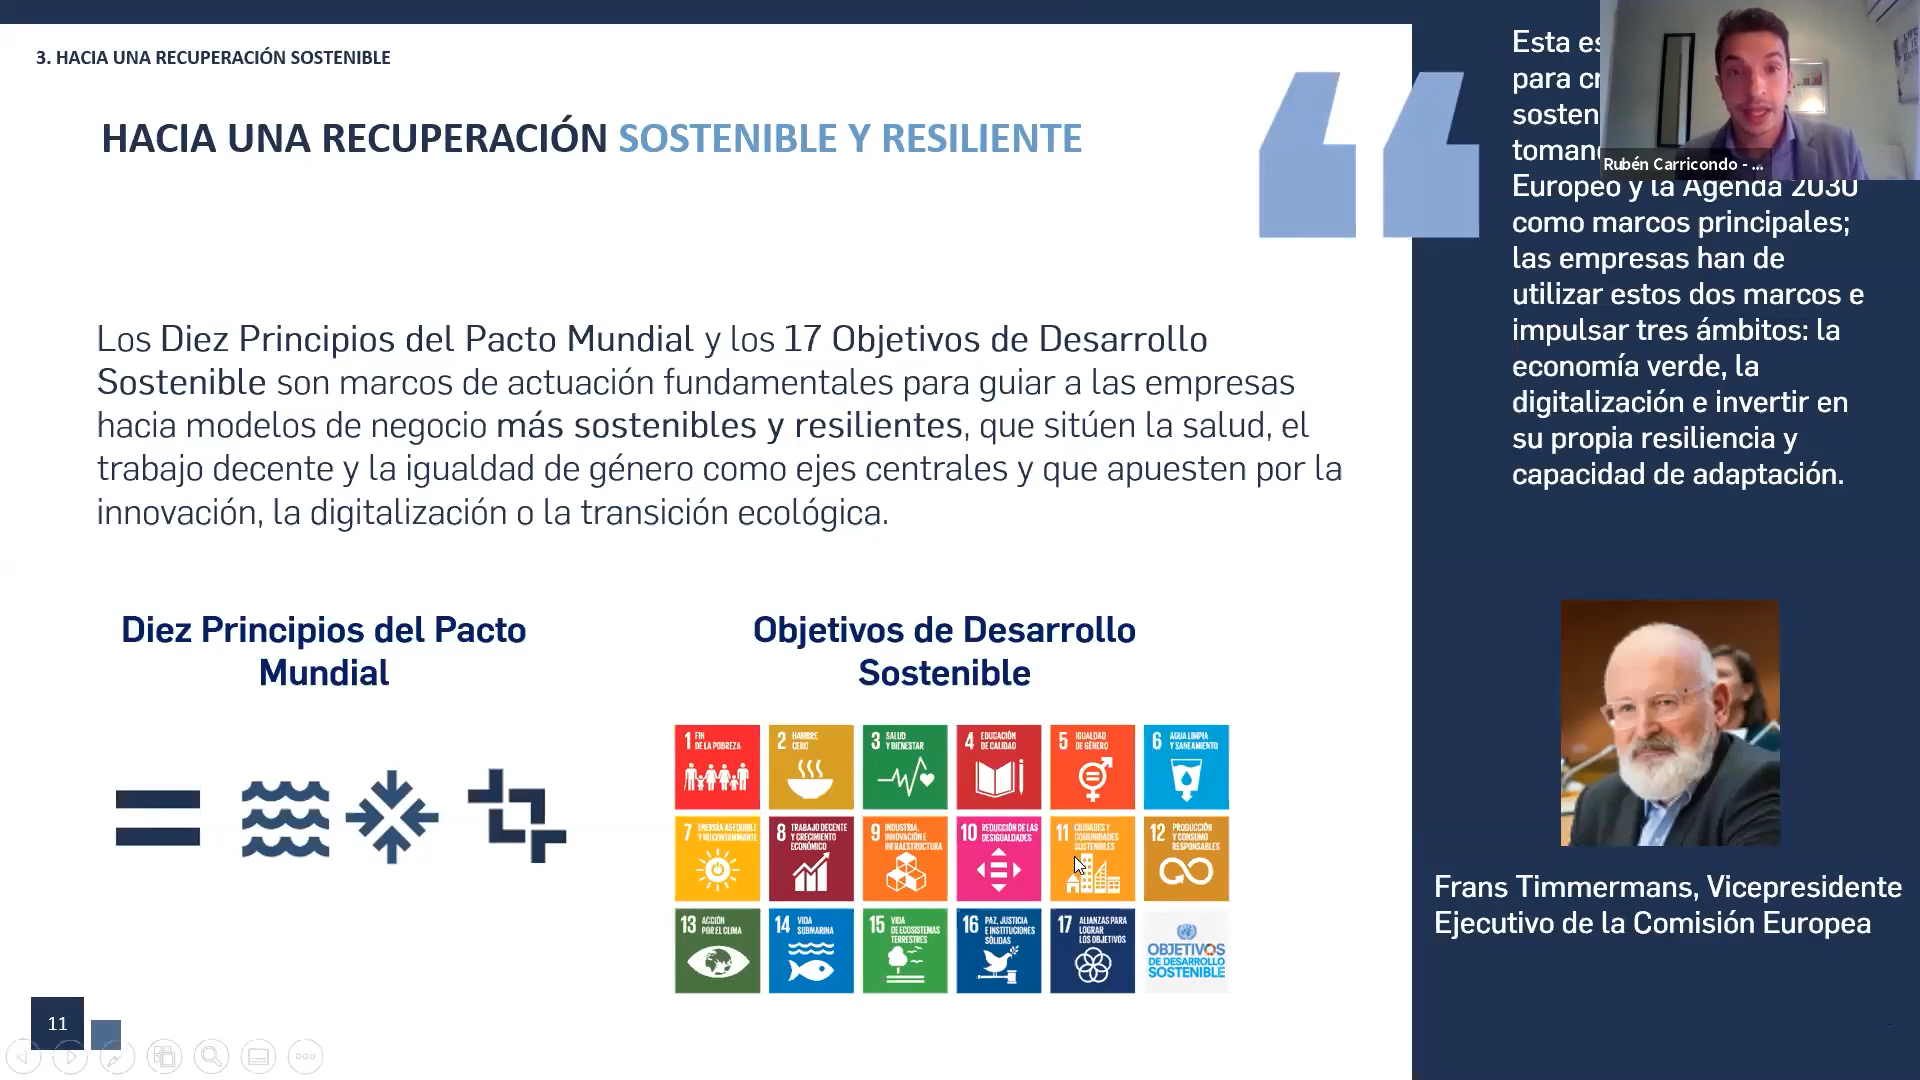 3. HACIA UNA RECUPERACIÓN SOSTENIBLE
HACIA UNA RECUPERACIÓN SOSTENIBLE Y RESILIENTE
Los Diez Principios del Pacto Mundial y los 17 Objetivos de Desarrollo
Sostenible son marcos de actuación fundamentales para guiar a las empresas
hacia modelos de negocio más sostenibles y resilientes, que sitúen la salud, el
trabajo decente y la igualdad de género como ejes centrales y que apuesten por la
innovación, la digitalización o la transición ecológica.
Diez Principios del Pacto
Mundial
Objetivos de Desarrollo
Sostenible
1 FIN
DE LA POBREZA
2 HAMBRE
CERO
3 SALUD
Y BIENESTAR
4 EDUCACIÓN
DE CALIDAD
5 IGUALDAD
DE GÉNERO
6 AGUA LIMPIA
Y SANEAMIENTO
7 ENERGÍA ASEQUIBLE
Y NO CONTAMINANTE
8 TRABAJO DECENTE
Y CRECIMIENTO
ECONÓMICO
9 INDUSTRIA,
INNOVACIÓN E
INFRAESTRUCTURA
10 REDUCCIÓN DE LAS
DESIGUALDADES
11 CIUDADES Y
COMUNIDADES
SOSTENIBLES
12 PRODUCCIÓN
Y CONSUMO
RESPONSABLES
13 ACCIÓN
POR EL CLIMA
14 VIDA
SUBMARINA
15 VIDA
DE ECOSISTEMAS
TERRESTRES
16 PAZ, JUSTICIA
E INSTITUCIONES
SÓLIDAS
17 ALIANZAS PARA
LOGRAR
LOS OBJETIVOS
OBJETIVOS
DE DESARROLLO
SOSTENIBLE
11
Esta
para
Rubén Carricondo - ...
Europeo y la Agenda 2030
como marcos principales;
las empresas han de
utilizar estos dos marcos e
impulsar tres ámbitos: la
economía verde, la
digitalización e invertir en
su propia resiliencia y
capacidad de adaptación.
Frans Timmermans, Vicepresidente
Ejecutivo de la Comisión Europea